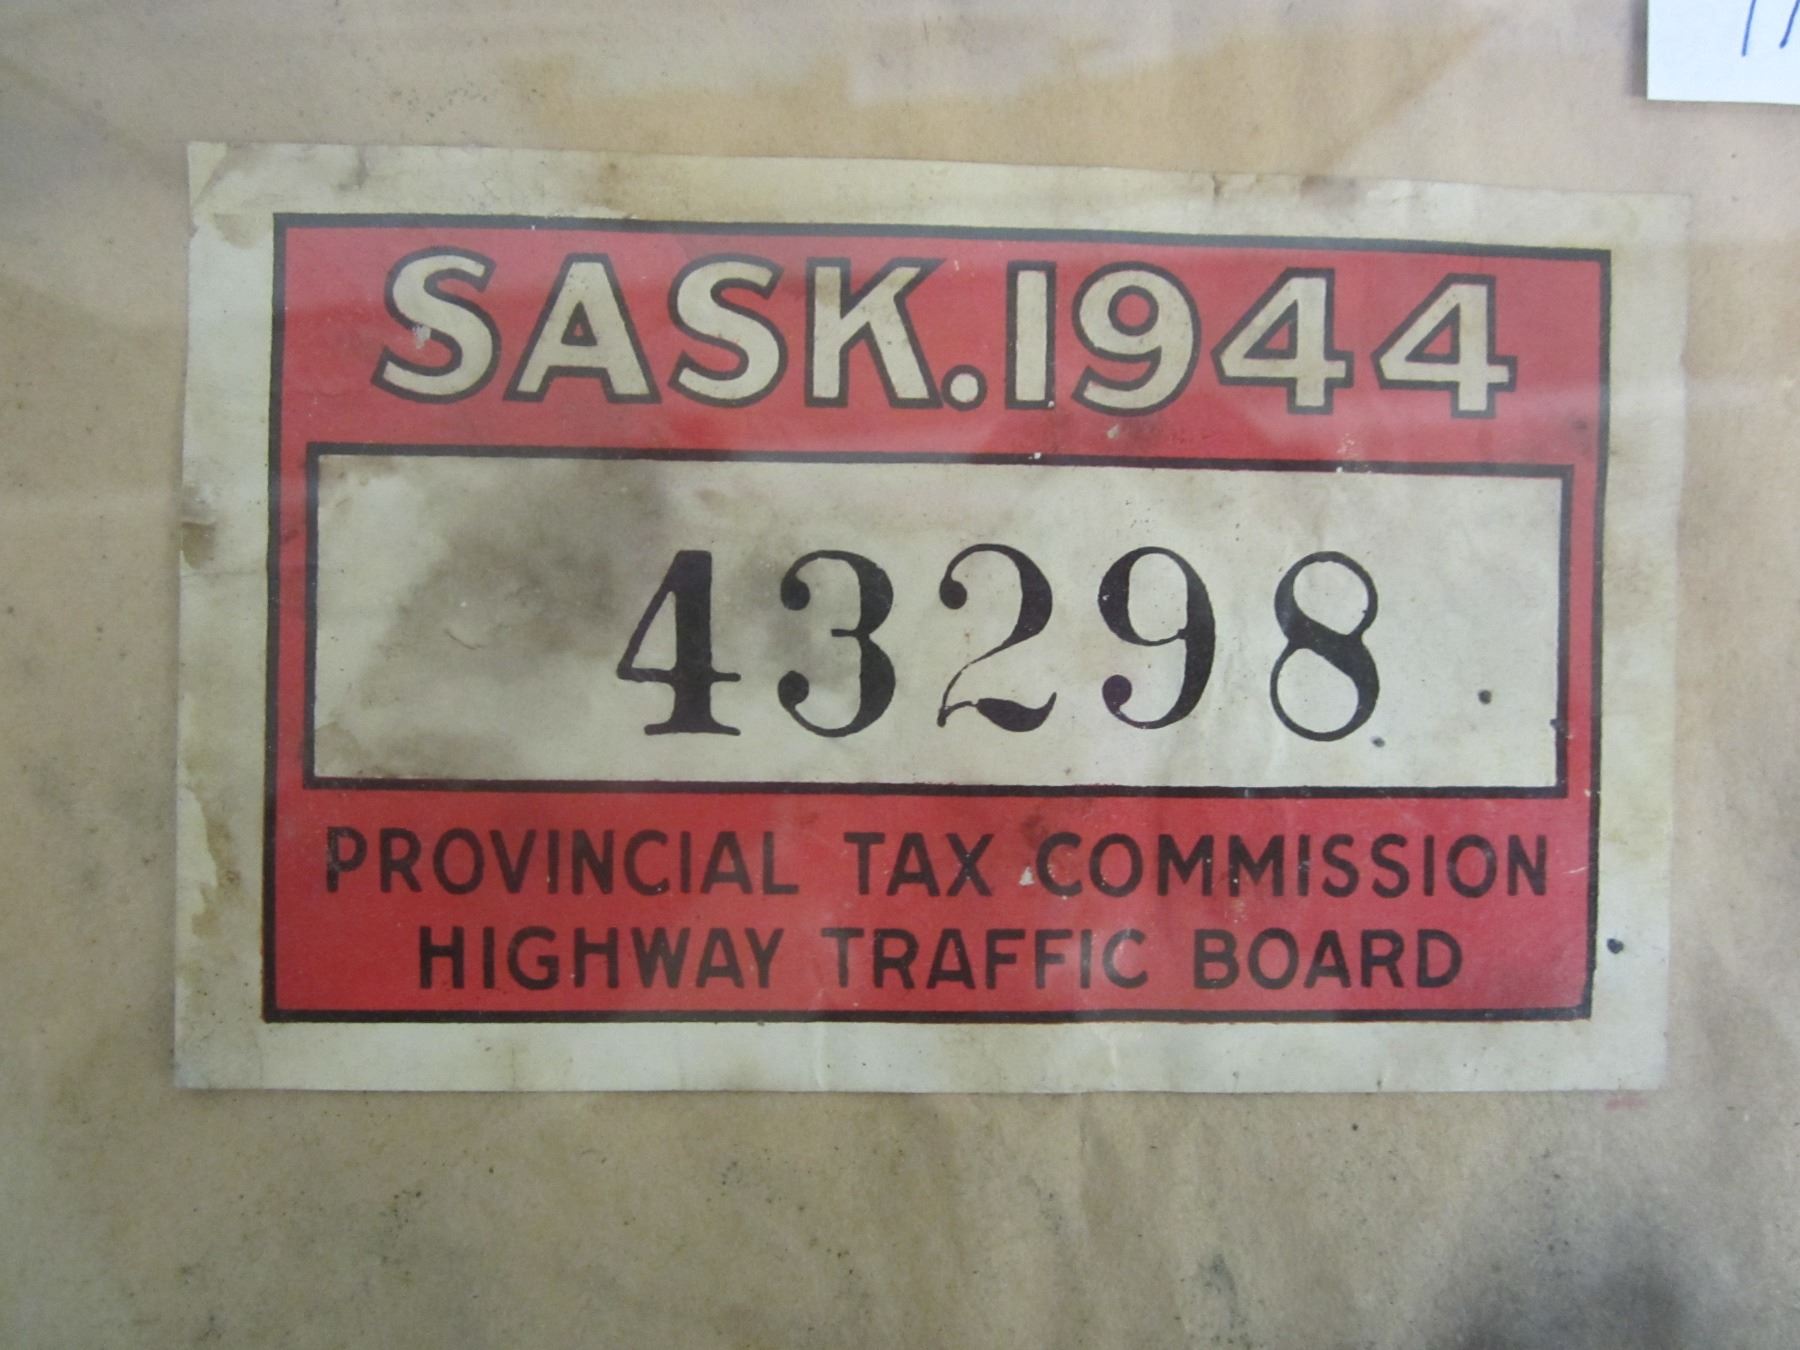 SASK. 1944
43298
PROVINCIAL TAX COMMISSION
HIGHWAY TRAFFIC BOARD